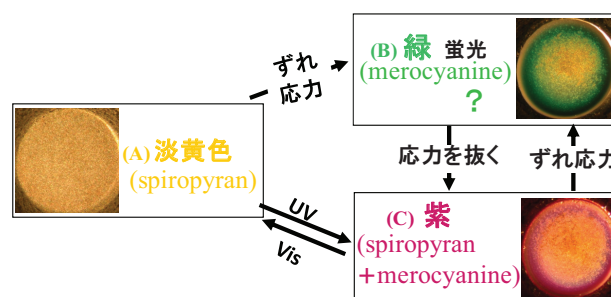 (A) 淡黄色
(spiropyran)
ずれ
応力
(B) 緑 蛍光
(merocyanine)
?
応力を抜く
ずれ応力
UV
Vis
(C) 紫
(spiropyran
+merocyanine)